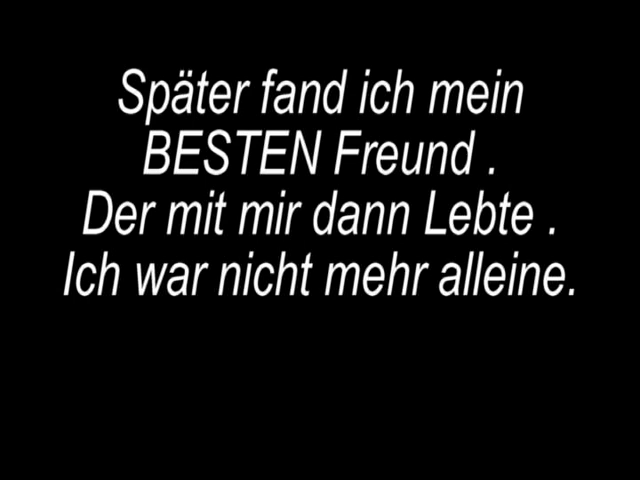 Später fand ich mein
BESTEN Freund .
Der mit mir dann Lebte .
Ich war nicht mehr alleine.